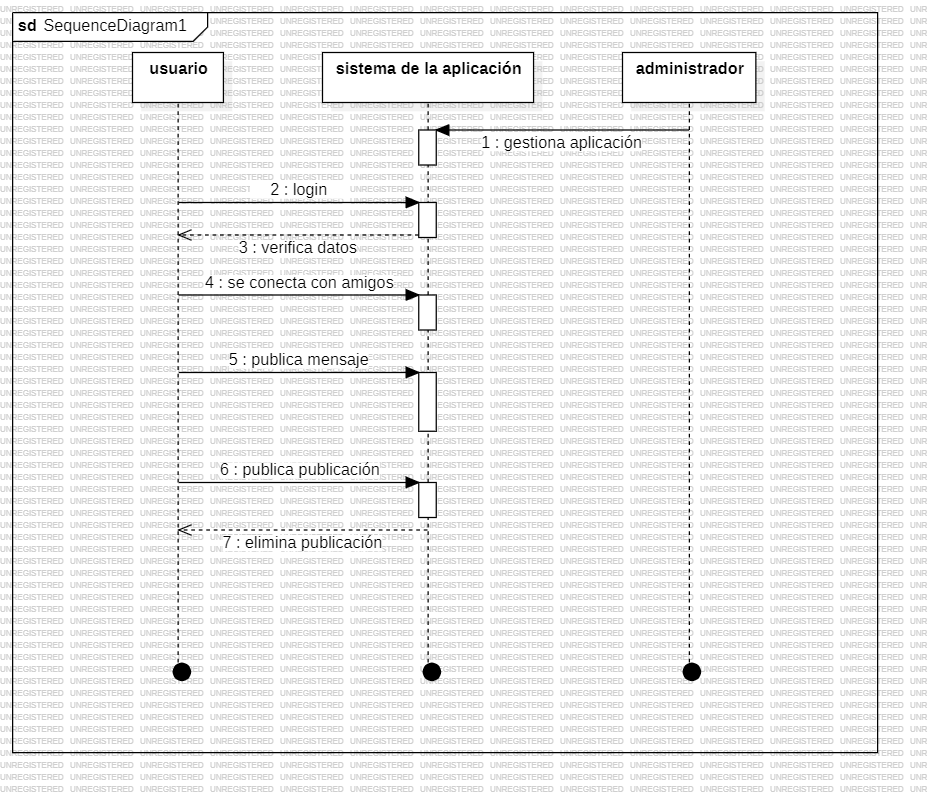 sd SequenceDiagram1
usuario
sistema de la aplicación
administrador
1 : gestiona aplicación
2 : login
3 : verifica datos
4 : se conecta con amigos
5 : publica mensaje
6 : publica publicación
7 : elimina publicación
UNREGISTERED